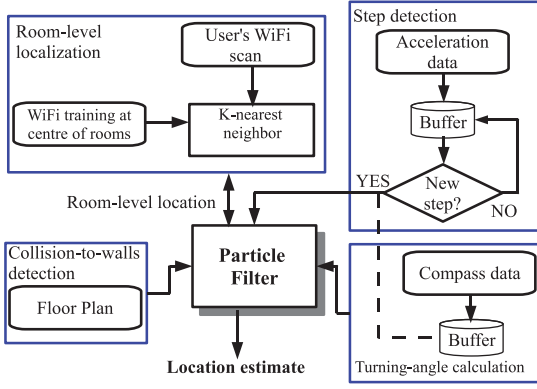 Room-level
localization
User's WiFi
scan
WiFi training at
centre of rooms
K-nearest
neighbor
Step detection
Acceleration
data
Buffer
New
step?
YES
NO
Room-level location
Collision-to-walls
detection
Floor Plan
Particle
Filter
Compass data
Buffer
Turning-angle calculation
Location estimate